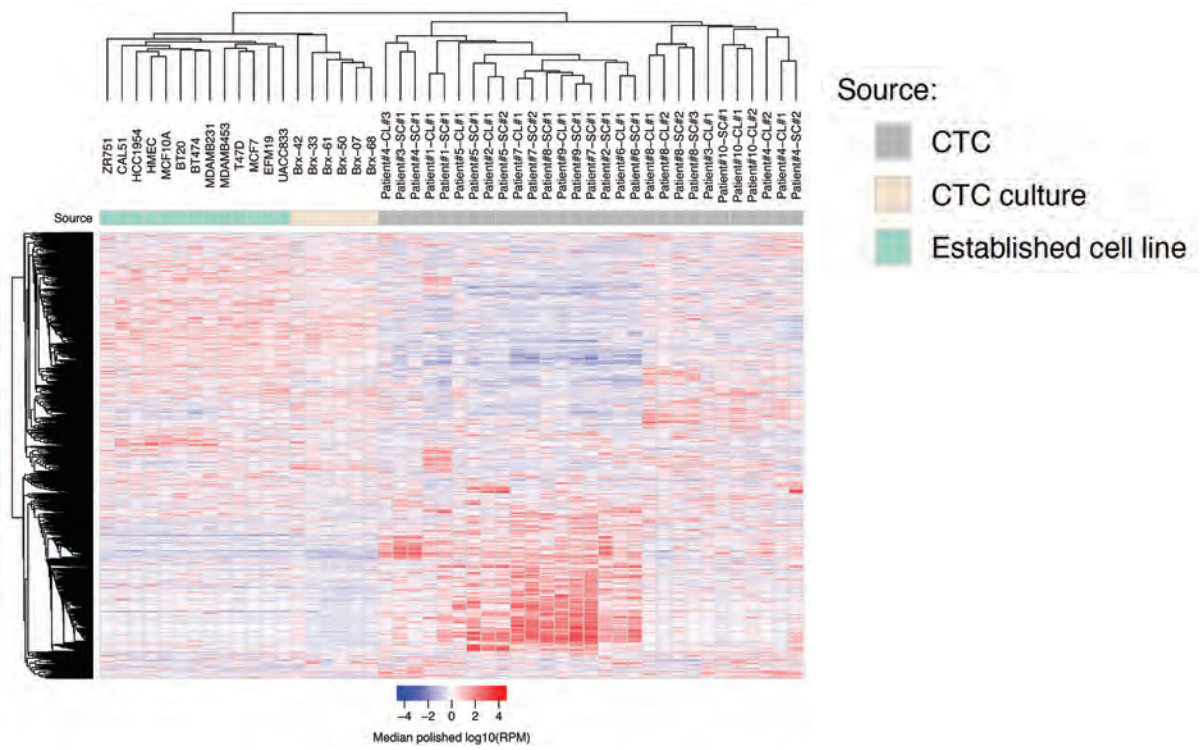 ZR751
CAL51
HCC1954
HMEC
MCF10A
BT20
BT474
MDAMB231
MDAMB453
T47D
MCF7
EFM19
UACC833
Brx-42
Brx-33
Brx-61
Brx-50
Brx-07
Brx-68
Patient#4-CL#3
Patient#3-SC#1
Patient#4-SC#1
Patient#1-CL#1
Patient#1-SC#1
Patient#5-CL#1
Patient#5-SC#2
Patient#2-CL#1
Patient#5-SC#2
Patient#7-CL#1
Patient#7-SC#2
Patient#8-SC#1
Patient#9-CL#1
Patient#9-SC#1
Patient#7-SC#1
Patient#2-SC#1
Patient#6-CL#1
Patient#6-SC#1
Patient#8-CL#1
Patient#8-CL#2
Patient#8-SC#2
Patient#8-SC#3
Patient#3-CL#1
Patient#10-SC#1
Patient#10-CL#1
Patient#10-CL#2
Patient#4-CL#2
Patient#4-CL#1
Patient#4-SC#2
Source:
CTC
CTC culture
Established cell line
Source
−4 −2 0 2 4
Median polished log10(RPM)